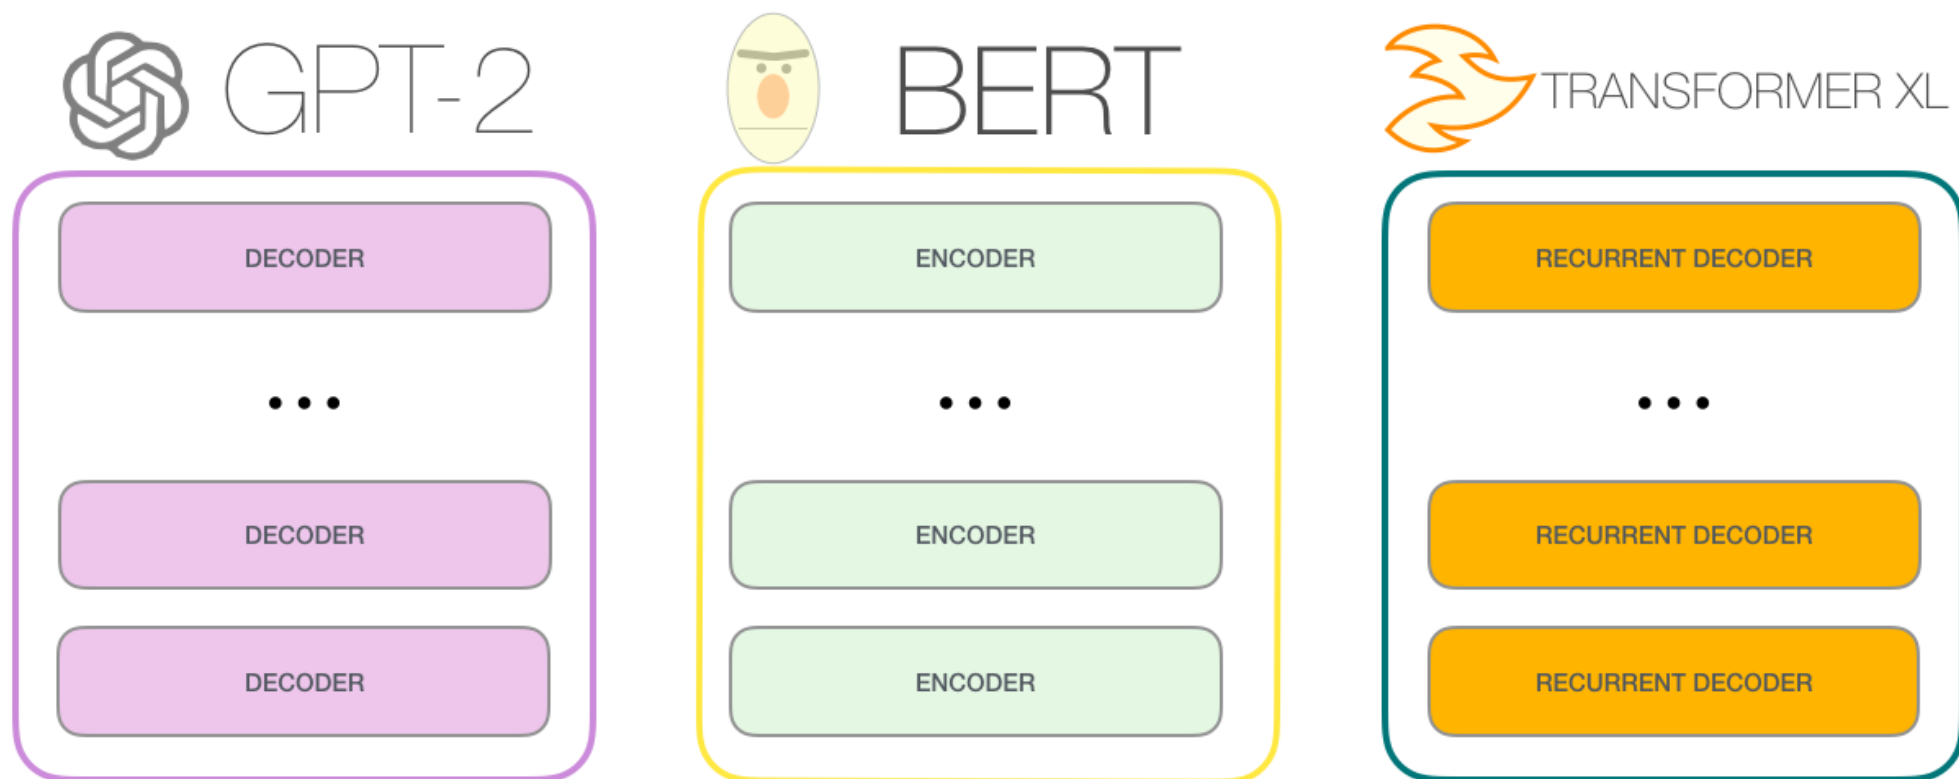 GPT-2
BERT
TRANSFORMER XL
DECODER
...
DECODER
DECODER
ENCODER
...
ENCODER
ENCODER
RECURRENT DECODER
...
RECURRENT DECODER
RECURRENT DECODER